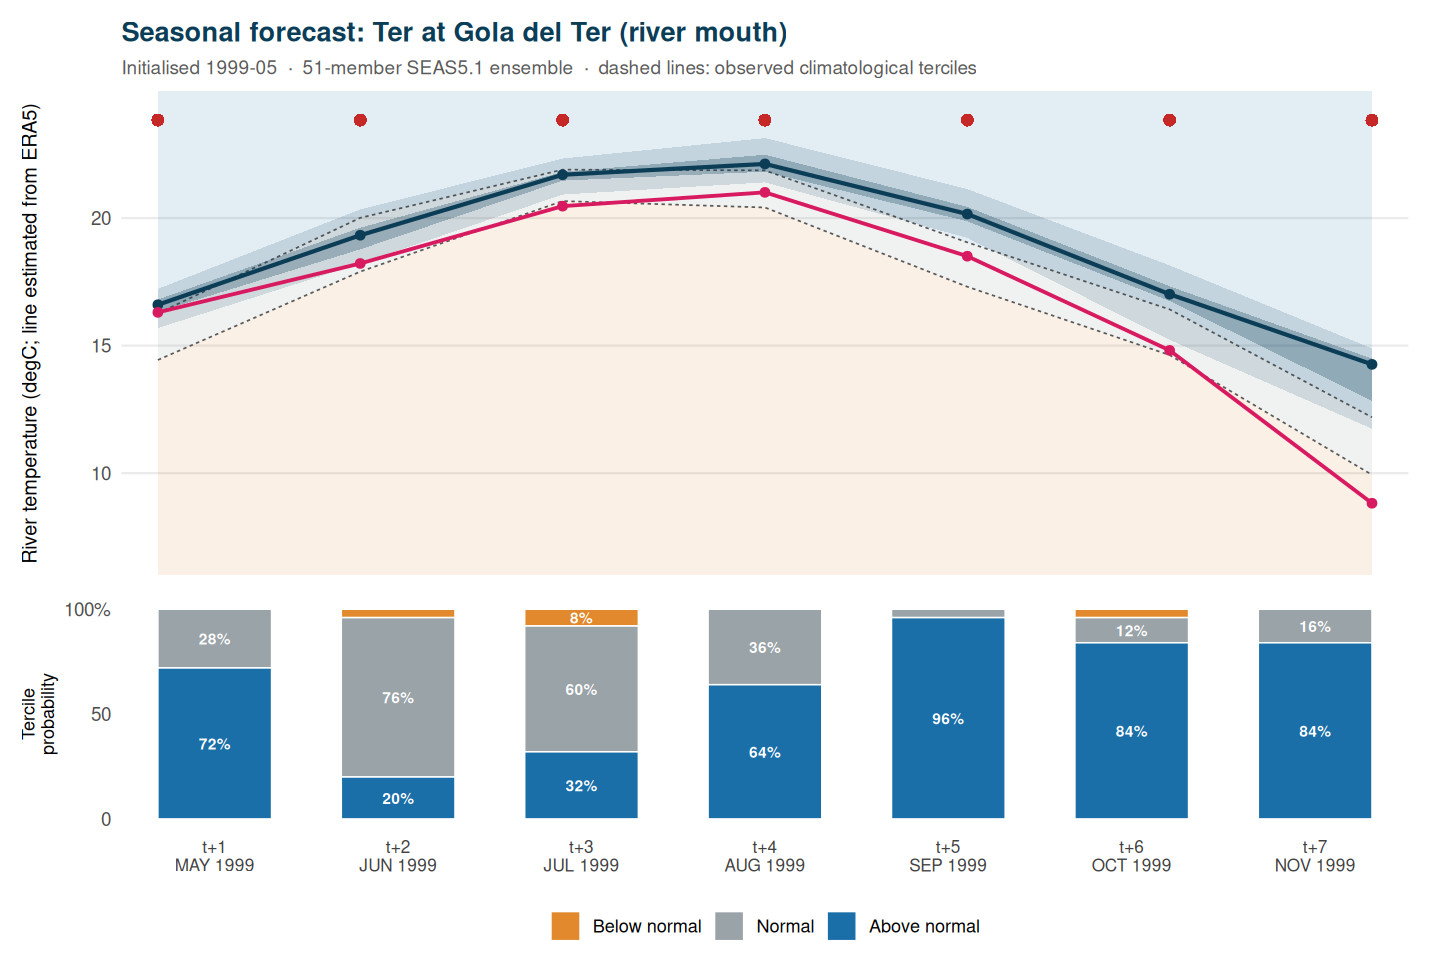 Seasonal forecast: Ter at Gola del Ter (river mouth)
Initialised 1999-05 · 51-member SEAS5.1 ensemble · dashed lines: observed climatological terciles
River temperature (degC; line estimated from ERA5)
20
15
10
Tercile
probability
100%
50
0
28%
72%
76%
20%
8%
60%
32%
36%
64%
96%
12%
84%
16%
84%
t+1
MAY 1999
t+2
JUN 1999
t+3
JUL 1999
t+4
AUG 1999
t+5
SEP 1999
t+6
OCT 1999
t+7
NOV 1999
Below normal
Normal
Above normal